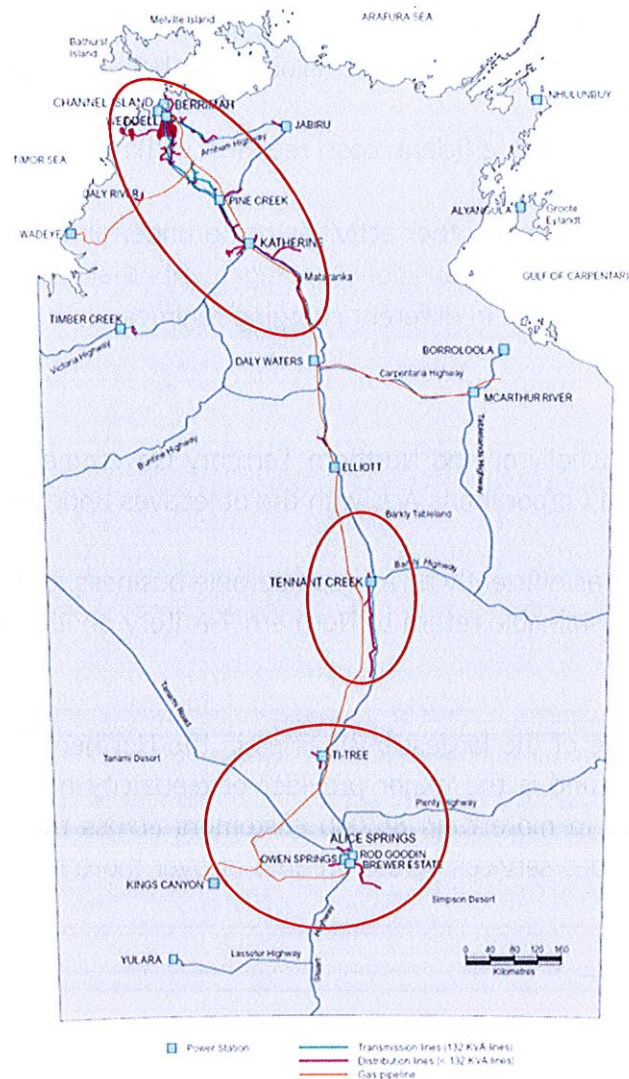 Melville Island
ARAFURA SEA
Bathurst
Island
CHANNEL ISLAND
BERRIMAH
NHULUNBUY
WEDDELL
JABIRU
Arnhem Highway
TIMOR SEA
DALY RIVER
PINE CREEK
ALYANGULA
Groote
Eylandt
WADEYE
KATHERINE
GULF OF CARPENTARI
Mataranka
TIMBER CREEK
Victoria Highway
BORROLOOLA
DALY WATERS
Carpentaria Highway
MCARTHUR RIVER
Buntine Highway
Tablelands Highway
ELLIOTT
Barkly Tableland
Barkly Highway
TENNANT CREEK
Tanami Road
Tanami Desert
TI-TREE
Plenty Highway
ALICE SPRINGS
OWEN SPRINGS
ROD GOODIN
BREWER ESTATE
KINGS CANYON
Simpson Desert
YULARA
Lasseter Highway
Stuart
Highway
0 40 80 120 160
Kilometres
Power Station
Transmission lines (132 KVA lines)
Distribution lines (< 132 KVA lines)
Gas pipeline